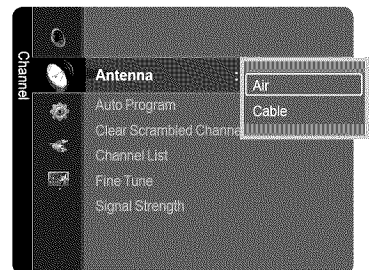 Channel
Antenna :
Air
Cable
Auto Program
Clear Scrambled Channe
Channel List
Fine Tune
Signal Strength